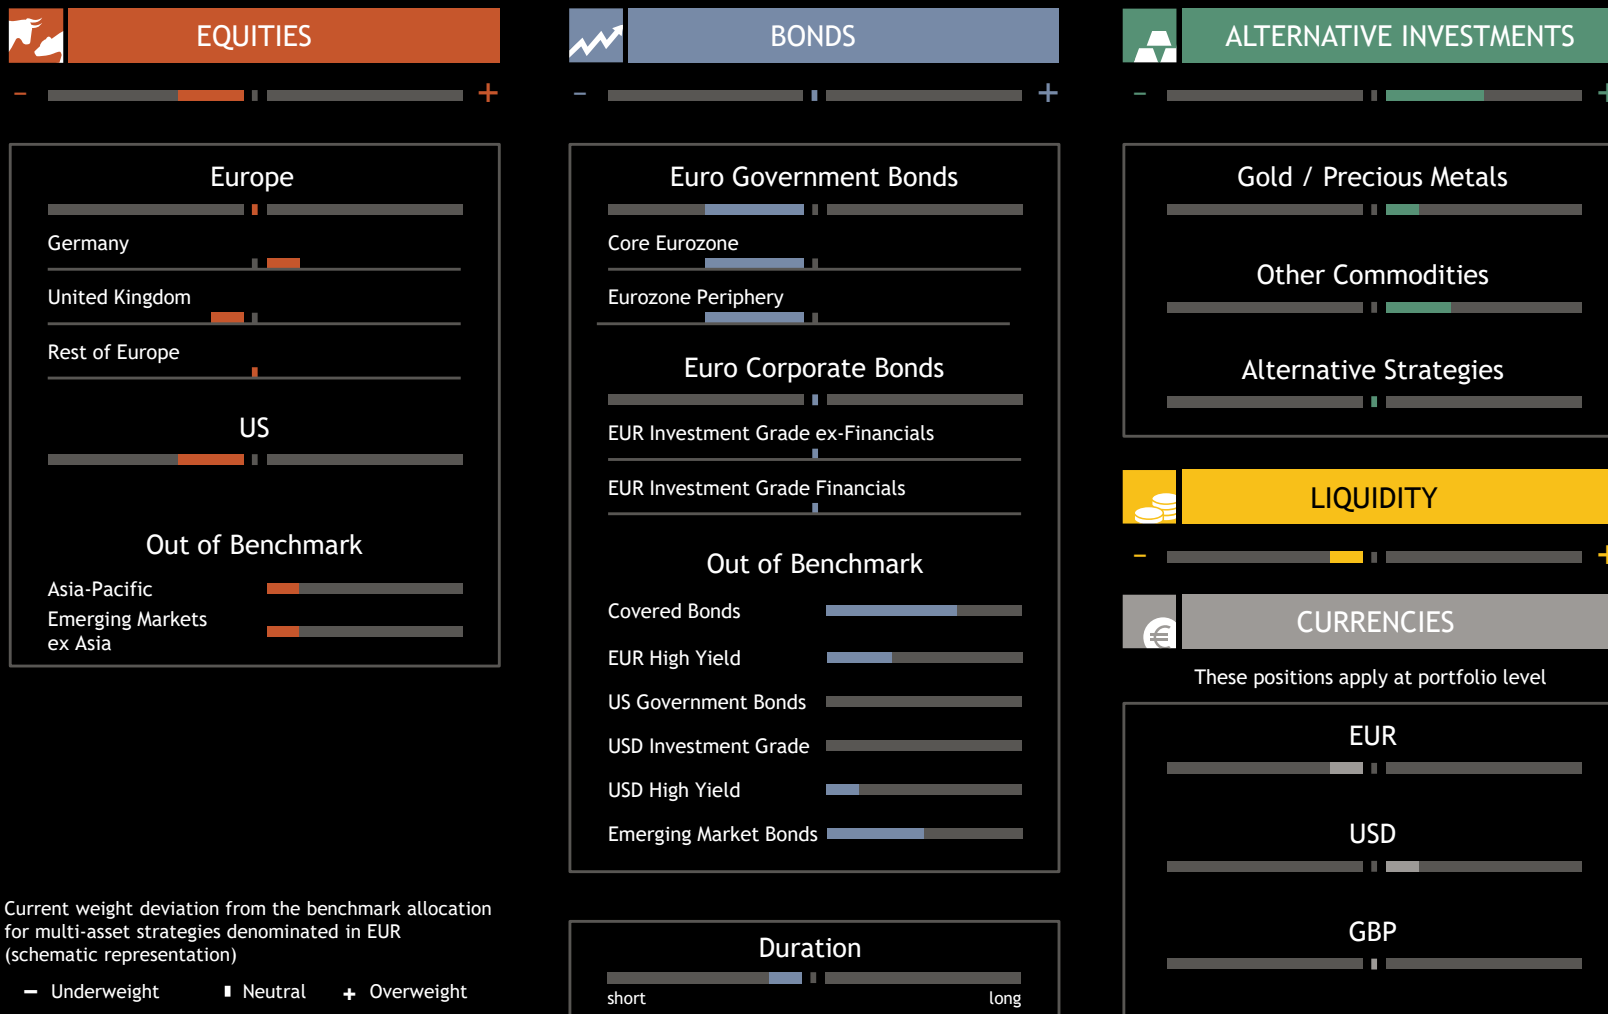 EQUITIES
– +
Europe
Germany
United Kingdom
Rest of Europe
US
Out of Benchmark
Asia-Pacific
Emerging Markets
ex Asia
Current weight deviation from the benchmark allocation
for multi-asset strategies denominated in EUR
(schematic representation)
– Underweight Neutral + Overweight
BONDS
– +
Euro Government Bonds
Core Eurozone
Eurozone Periphery
Euro Corporate Bonds
EUR Investment Grade ex-Financials
EUR Investment Grade Financials
Out of Benchmark
Covered Bonds
EUR High Yield
US Government Bonds
USD Investment Grade
USD High Yield
Emerging Market Bonds
Duration
short long
ALTERNATIVE INVESTMENTS
– +
Gold / Precious Metals
Other Commodities
Alternative Strategies
LIQUIDITY
– +
€
CURRENCIES
These positions apply at portfolio level
EUR
USD
GBP